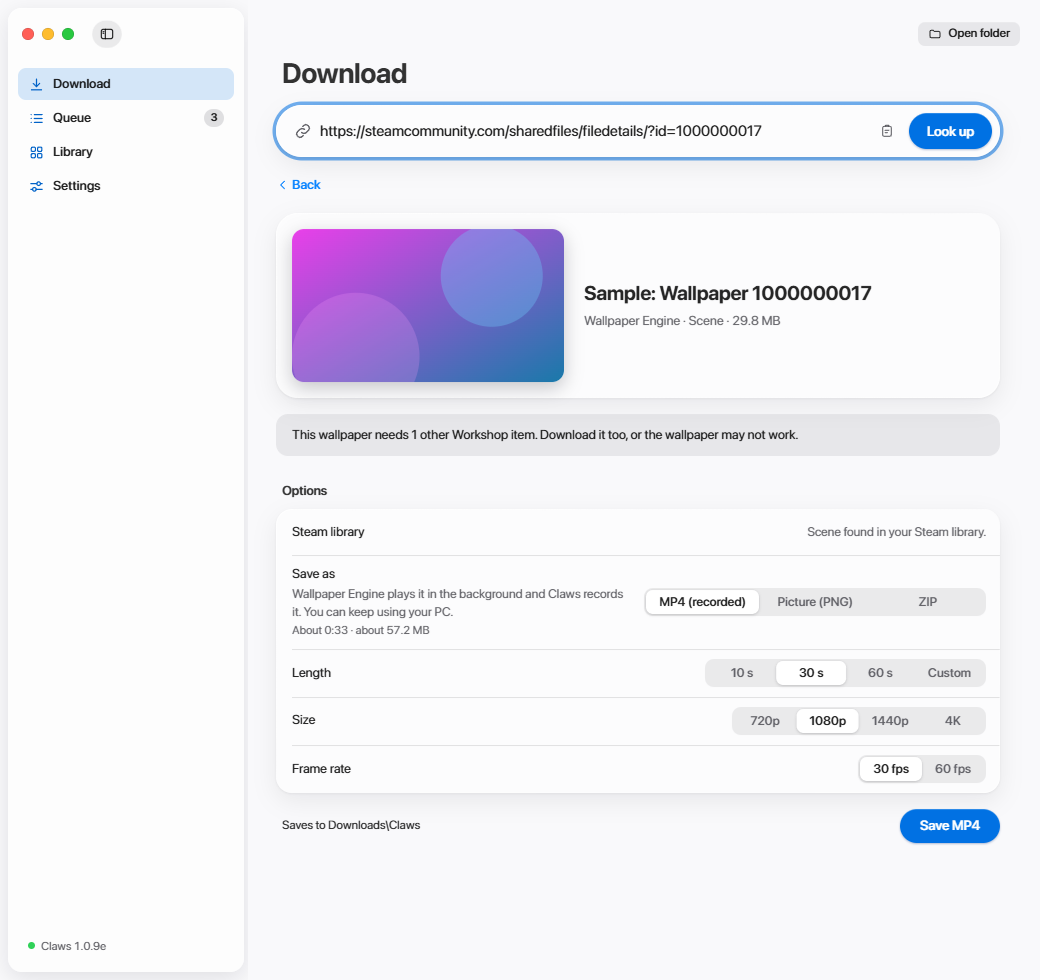 Open folder
Download
Queue
3
Library
Settings
Download
https://steamcommunity.com/sharedfiles/filedetails/?id=1000000017
Look up
Back
Sample: Wallpaper 1000000017
Wallpaper Engine · Scene · 29.8 MB
This wallpaper needs 1 other Workshop item. Download it too, or the wallpaper may not work.
Options
Steam library
Scene found in your Steam library.
Save as
Wallpaper Engine plays it in the background and Claws records
it. You can keep using your PC.
About 0:33 · about 57.2 MB
MP4 (recorded)
Picture (PNG)
ZIP
Length
10 s
30 s
60 s
Custom
Size
720p
1080p
1440p
4K
Frame rate
30 fps
60 fps
Saves to Downloads\Claws
Save MP4
Claws 1.0.9e